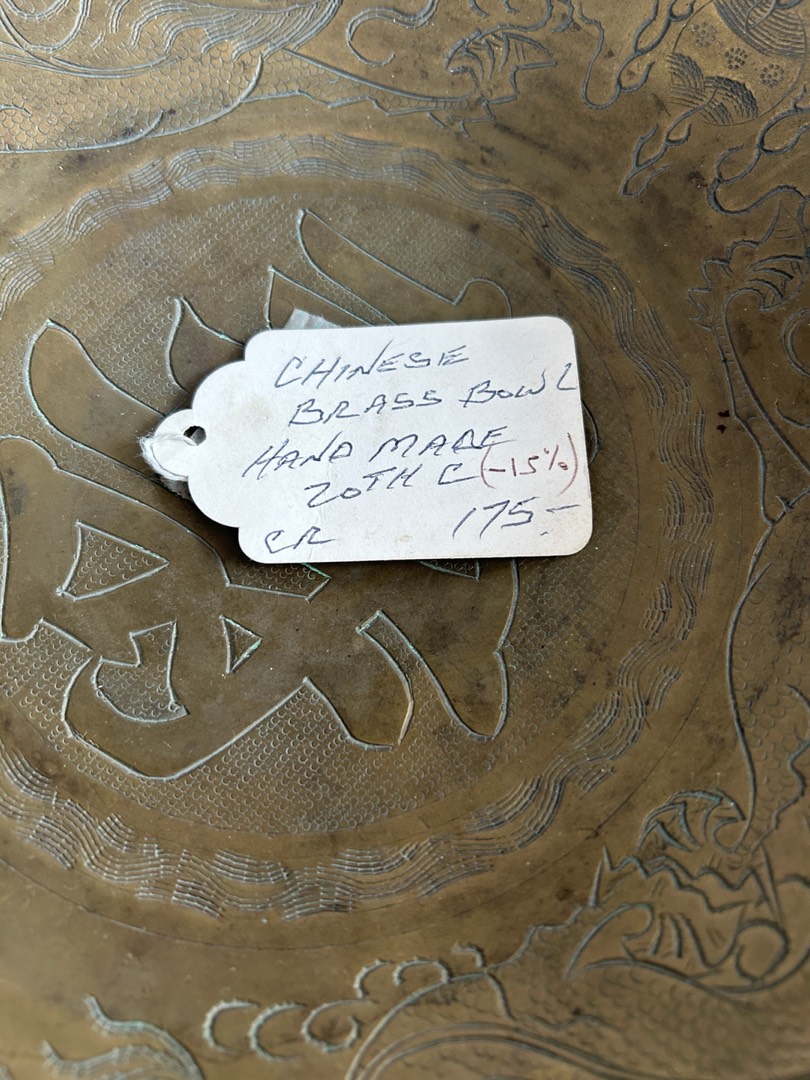 CHINESE
BRASS BOWL
HAND MADE
20TH C (-15%)
CR 175-